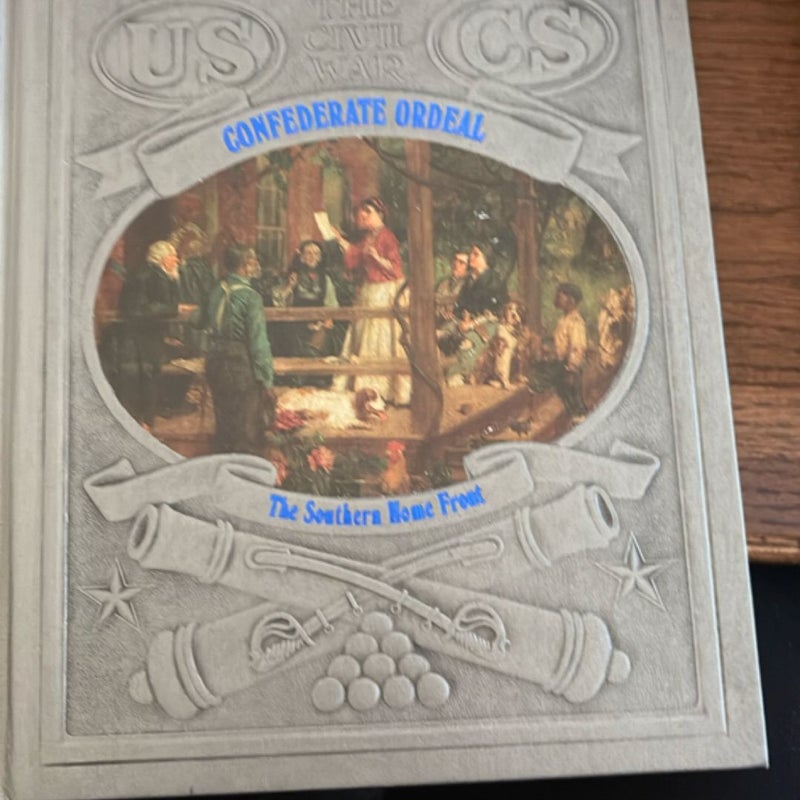 US
THE
CIVIL
WAR
CS
CONFEDERATE ORDEAL
The Southern Home Front